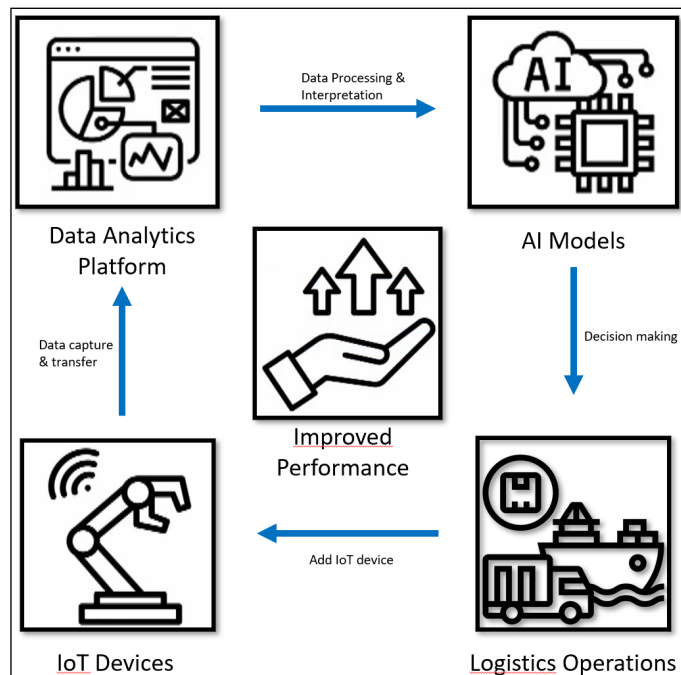 Data Processing &
Interpretation
AI
Data Analytics
Platform
AI Models
Data capture
& transfer
Decision making
Improved
Performance
Add IoT device
IoT Devices
Logistics Operations